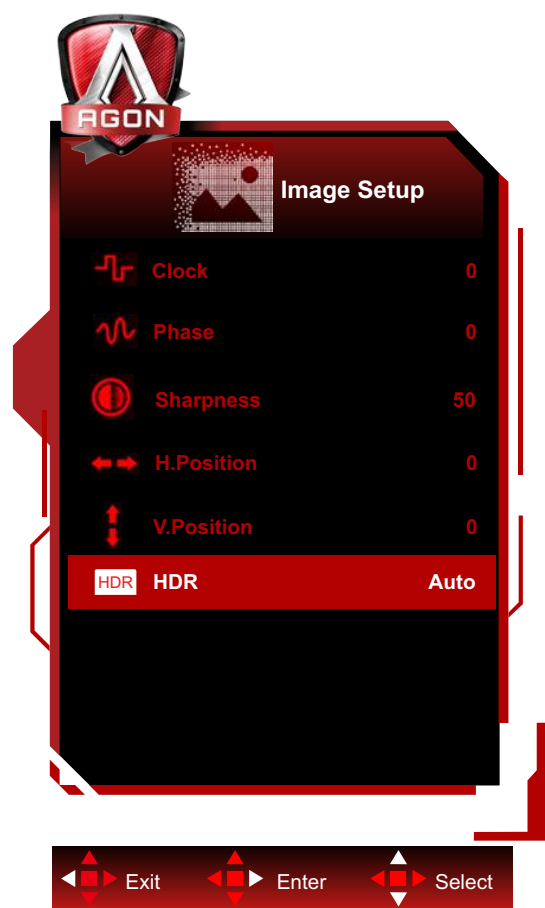 AGON
Image Setup
Clock 0
Phase 0
Sharpness 50
H.Position 0
V.Position 0
HDR HDR Auto
Exit Enter Select